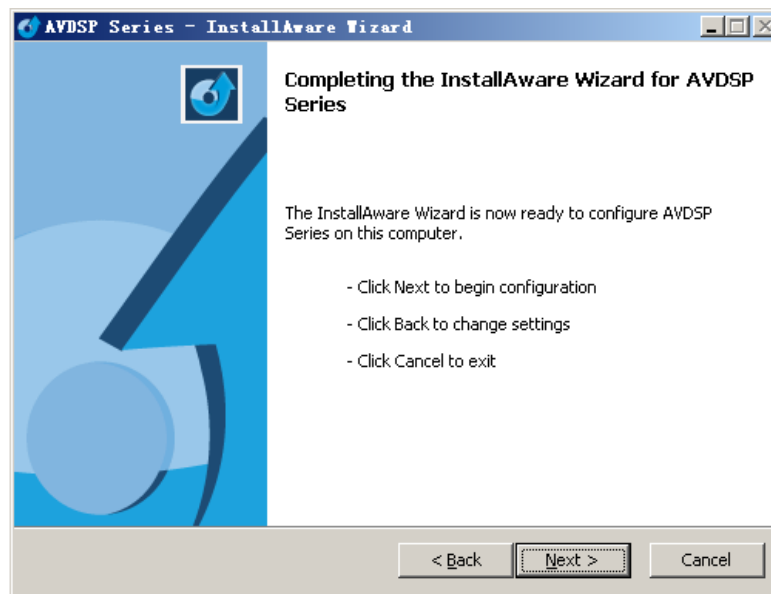 AVDSP Series - InstallAware Wizard
Completing the InstallAware Wizard for AVDSP
Series
The InstallAware Wizard is now ready to configure AVDSP
Series on this computer.
- Click Next to begin configuration
- Click Back to change settings
- Click Cancel to exit
< Back
Next >
Cancel